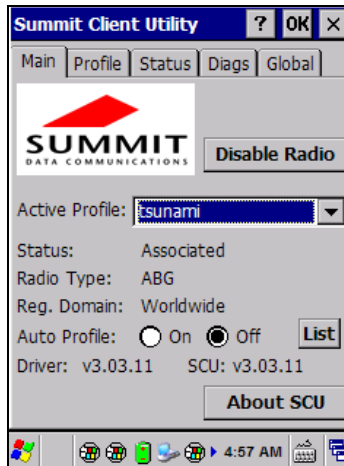 Summit Client Utility ? OK ×
Main Profile Status Diags Global
SUMMIT
DATA COMMUNICATIONS
Disable Radio
Active Profile: tsunami
Status: Associated
Radio Type: ABG
Reg. Domain: Worldwide
Auto Profile: On Off List
Driver: v3.03.11 SCU: v3.03.11
About SCU
4:57 AM